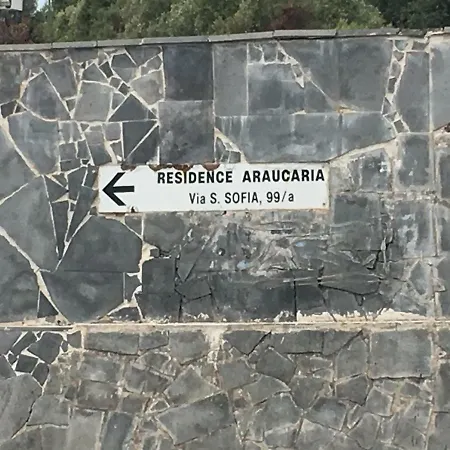 RESIDENCE ARAUCARIA
Via S. SOFIA, 99/a